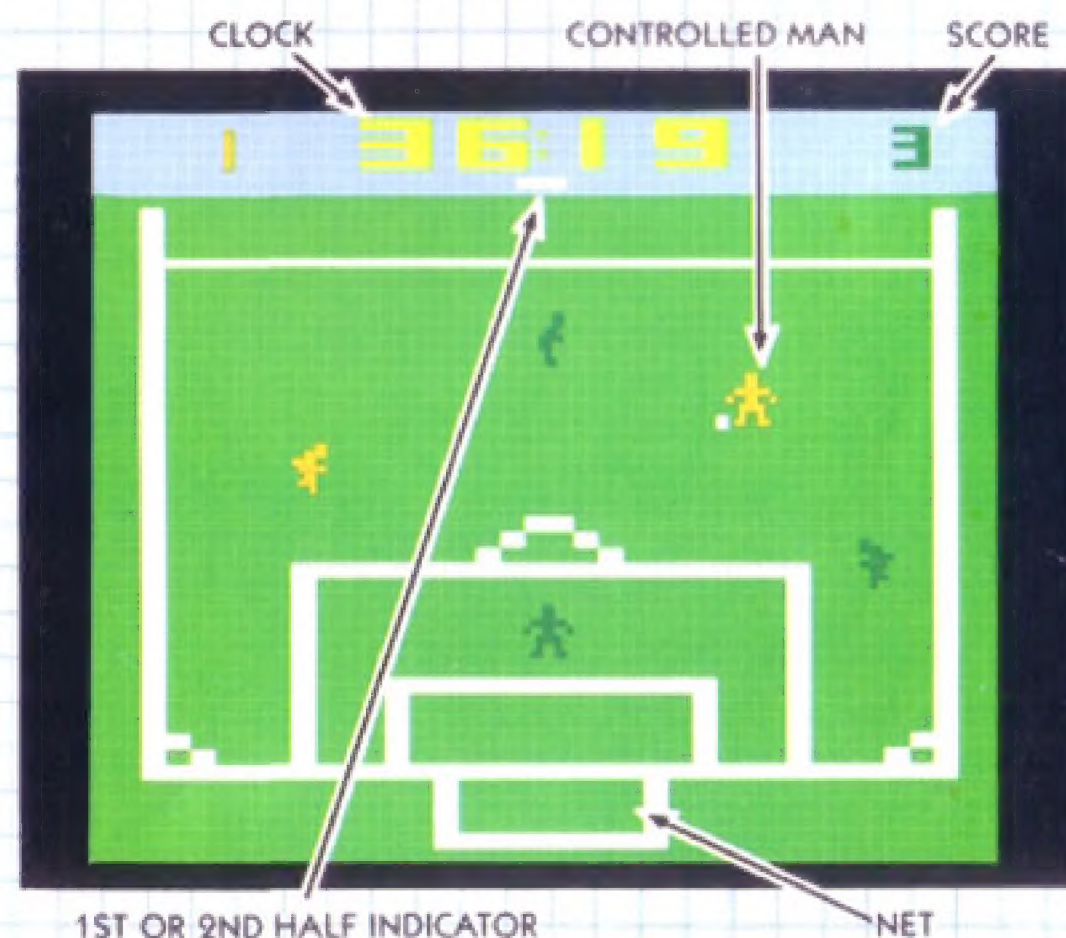 CLOCK CONTROLLED MAN SCORE
1 36:19 3
1ST OR 2ND HALF INDICATOR NET